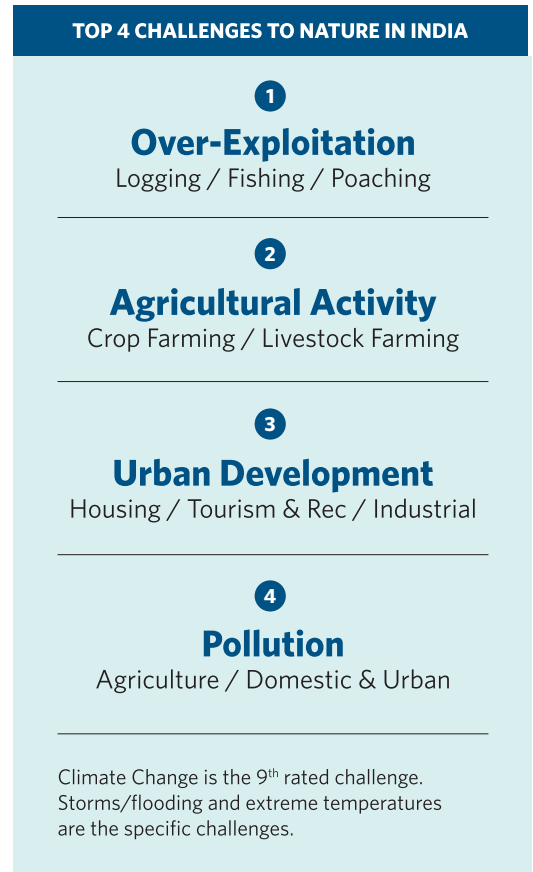 TOP 4 CHALLENGES TO NATURE IN INDIA
1
Over-Exploitation
Logging / Fishing / Poaching
2
Agricultural Activity
Crop Farming / Livestock Farming
3
Urban Development
Housing / Tourism & Rec / Industrial
4
Pollution
Agriculture / Domestic & Urban
Climate Change is the 9th rated challenge.
Storms/flooding and extreme temperatures
are the specific challenges.